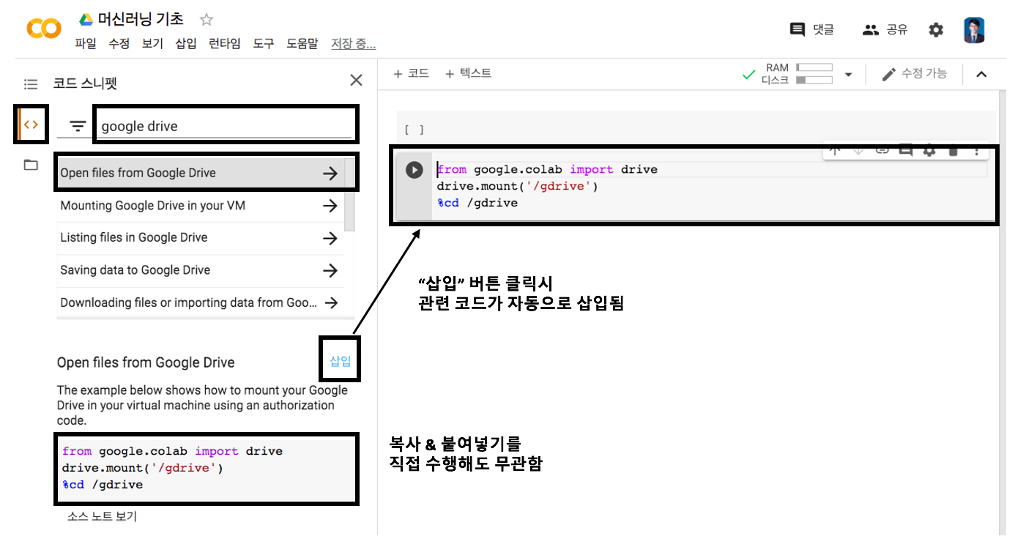 머신러닝 기초
파일 수정 보기 삽입 런타임 도구 도움말 저장 중...
댓글 공유
코드 스니펫
+ 코드 + 텍스트
RAM
디스크
수정 가능
google drive
Open files from Google Drive
Mounting Google Drive in your VM
Listing files in Google Drive
Saving data to Google Drive
Downloading files or importing data from Goo...
Open files from Google Drive
삽입
The example below shows how to mount your Google
Drive in your virtual machine using an authorization
code.
from google.colab import drive
drive.mount('/gdrive')
%cd /gdrive
소스 노트 보기
[ ]
from google.colab import drive
drive.mount('/gdrive')
%cd /gdrive
“삽입” 버튼 클릭시
관련 코드가 자동으로 삽입됨
복사 & 붙여넣기를
직접 수행해도 무관함